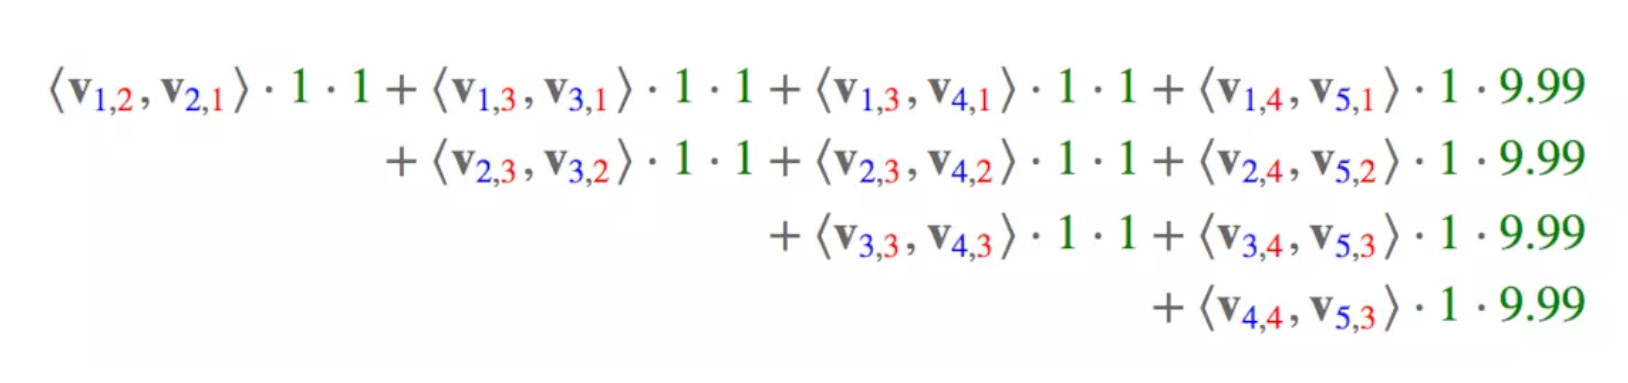 ⟨v1,2, v2,1⟩ · 1 · 1 + ⟨v1,3, v3,1⟩ · 1 · 1 + ⟨v1,3, v4,1⟩ · 1 · 1 + ⟨v1,4, v5,1⟩ · 1 · 9.99
+ ⟨v2,3, v3,2⟩ · 1 · 1 + ⟨v2,3, v4,2⟩ · 1 · 1 + ⟨v2,4, v5,2⟩ · 1 · 9.99
+ ⟨v3,3, v4,3⟩ · 1 · 1 + ⟨v3,4, v5,3⟩ · 1 · 9.99
+ ⟨v4,4, v5,3⟩ · 1 · 9.99